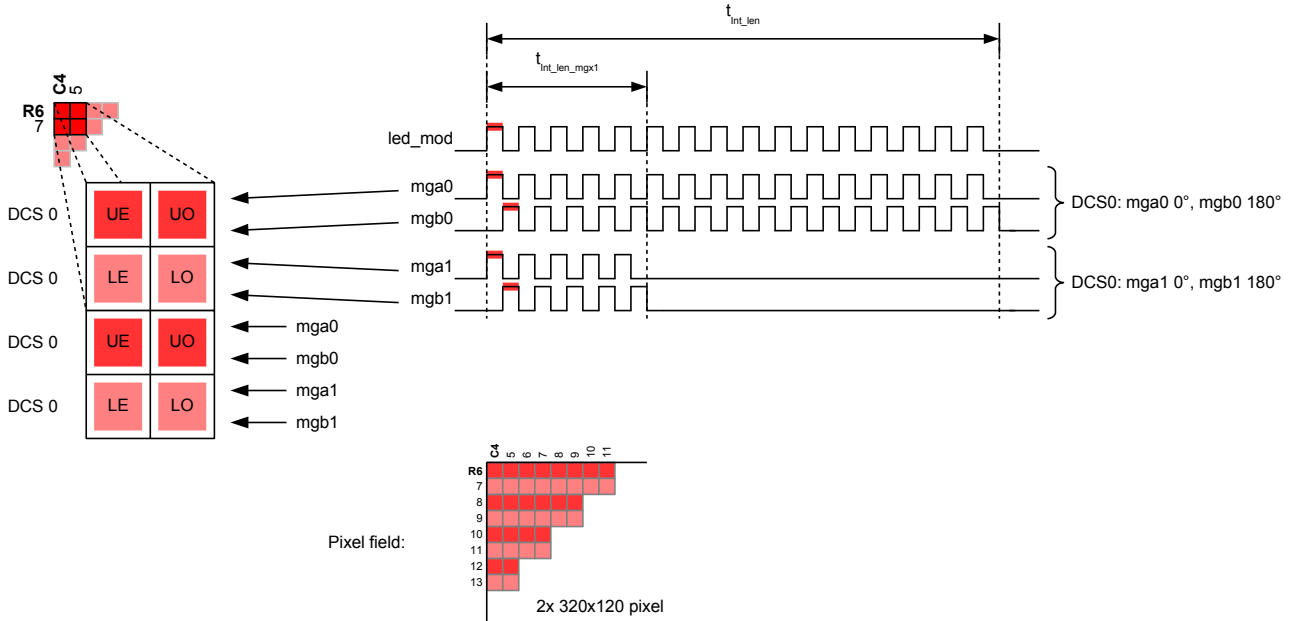 t Int_len
t Int_len_mgx1
C4
5
R6
7
led_mod
mga0
mgb0
DCS0: mga0 0°, mgb0 180°
mga1
mgb1
DCS0: mga1 0°, mgb1 180°
DCS 0 UE UO
DCS 0 LE LO
DCS 0 UE UO
mga0
mgb0
DCS 0 LE LO
mga1
mgb1
C4 5 6 7 8 9 10 11
R6
7
8
9
10
11
12
13
Pixel field:
2x 320x120 pixel